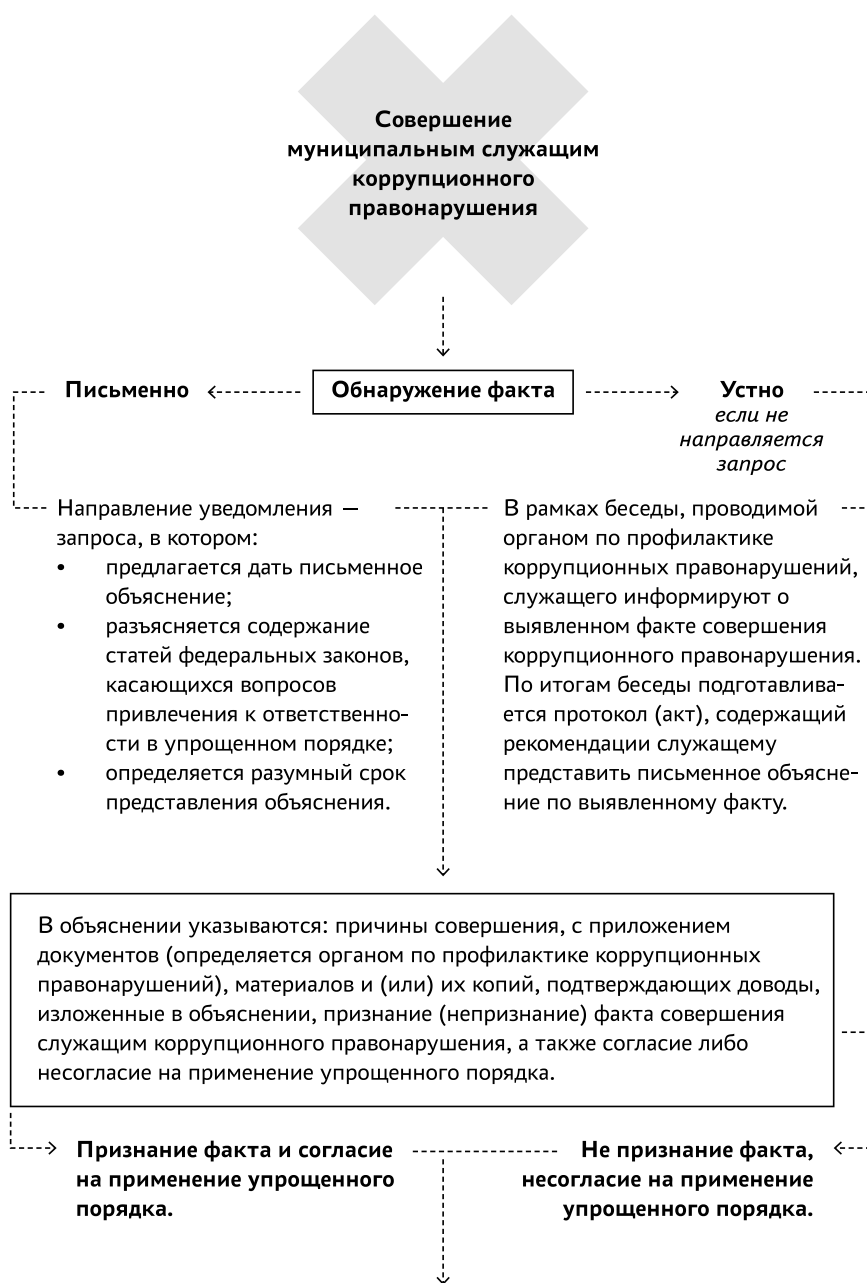 Совершение
муниципальным служащим
коррупционного
правонарушения
Письменно
Обнаружение факта
Устно
если не
направляется
запрос
Направление уведомления —
запроса, в котором:
• предлагается дать письменное
объяснение;
• разъясняется содержание
статей федеральных законов,
касающихся вопросов
привлечения к ответственно-
сти в упрощенном порядке;
• определяется разумный срок
представления объяснения.
В рамках беседы, проводимой
органом по профилактике
коррупционных правонарушений,
служащего информируют о
выявленном факте совершения
коррупционного правонарушения.
По итогам беседы подготавлива-
ется протокол (акт), содержащий
рекомендации служащему
представить письменное объясне-
ние по выявленному факту.
В объяснении указываются: причины совершения, с приложением
документов (определяется органом по профилактике коррупционных
правонарушений), материалов и (или) их копий, подтверждающих доводы,
изложенные в объяснении, признание (непризнание) факта совершения
служащим коррупционного правонарушения, а также согласие либо
несогласие на применение упрощенного порядка.
Признание факта и согласие
на применение упрощенного
порядка.
Не признание факта,
несогласие на применение
упрощенного порядка.